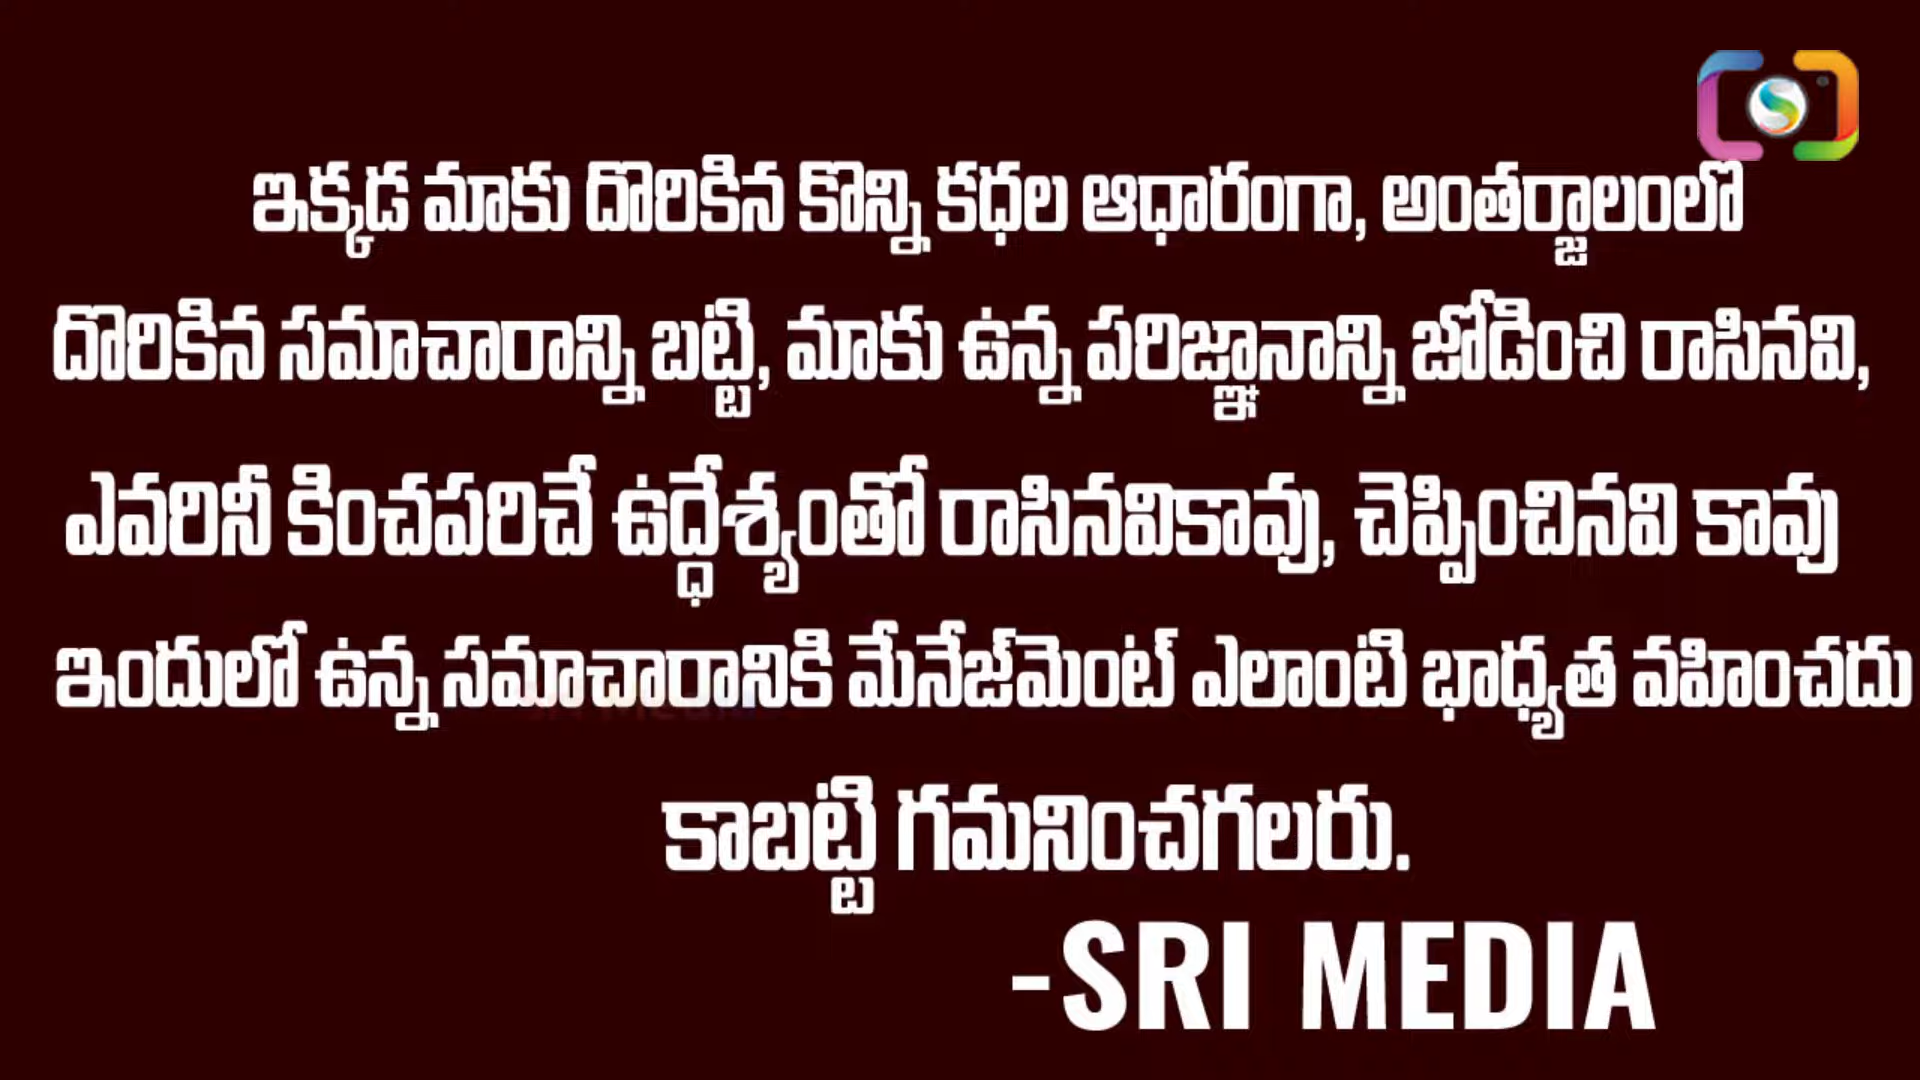 ఇక్కడ మాకు దొరికిన కొన్ని కధల ఆధారంగా, అంతర్జాలంలో
దొరికిన సమాచారాన్ని బట్టి, మాకు ఉన్న పరిజ్ఞానాన్ని జోడించి రాసినవి,
ఎవరినీ కించపరిచే ఉద్ధేశ్యంతో రాసినవికావు, చెప్పించినవి కావు
ఇందులో ఉన్న సమాచారానికి మేనేజ్‌మెంట్ ఎలాంటి భాధ్యత వహించదు
కాబట్టి గమనించగలరు.
-SRI MEDIA